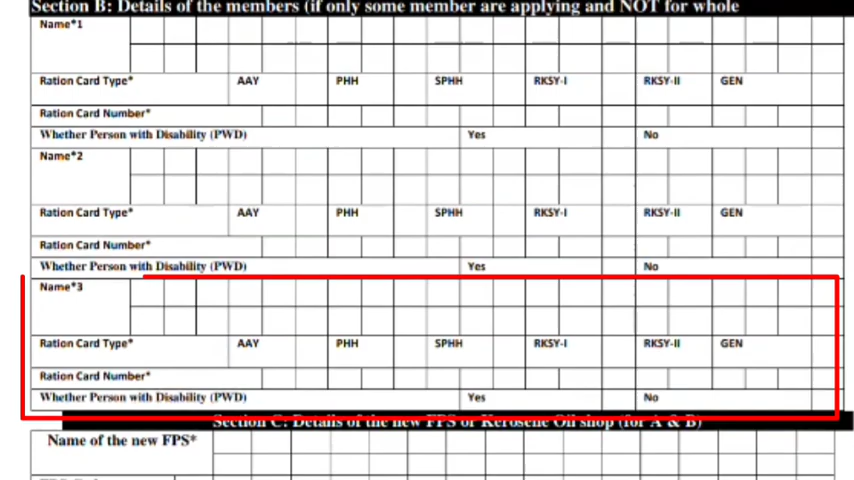 Section B: Details of the members (if only some member are applying and NOT for whole
Name*1
Ration Card Type* AAY PHH SPHH RKSY-I RKSY-II GEN
Ration Card Number*
Whether Person with Disability (PWD) Yes No
Name*2
Ration Card Type* AAY PHH SPHH RKSY-I RKSY-II GEN
Ration Card Number*
Whether Person with Disability (PWD) Yes No
Name*3
Ration Card Type* AAY PHH SPHH RKSY-I RKSY-II GEN
Ration Card Number*
Whether Person with Disability (PWD) Yes No
Section C: Details of the new FPS or Kerosene Oil shop (for A & B)
Name of the new FPS*